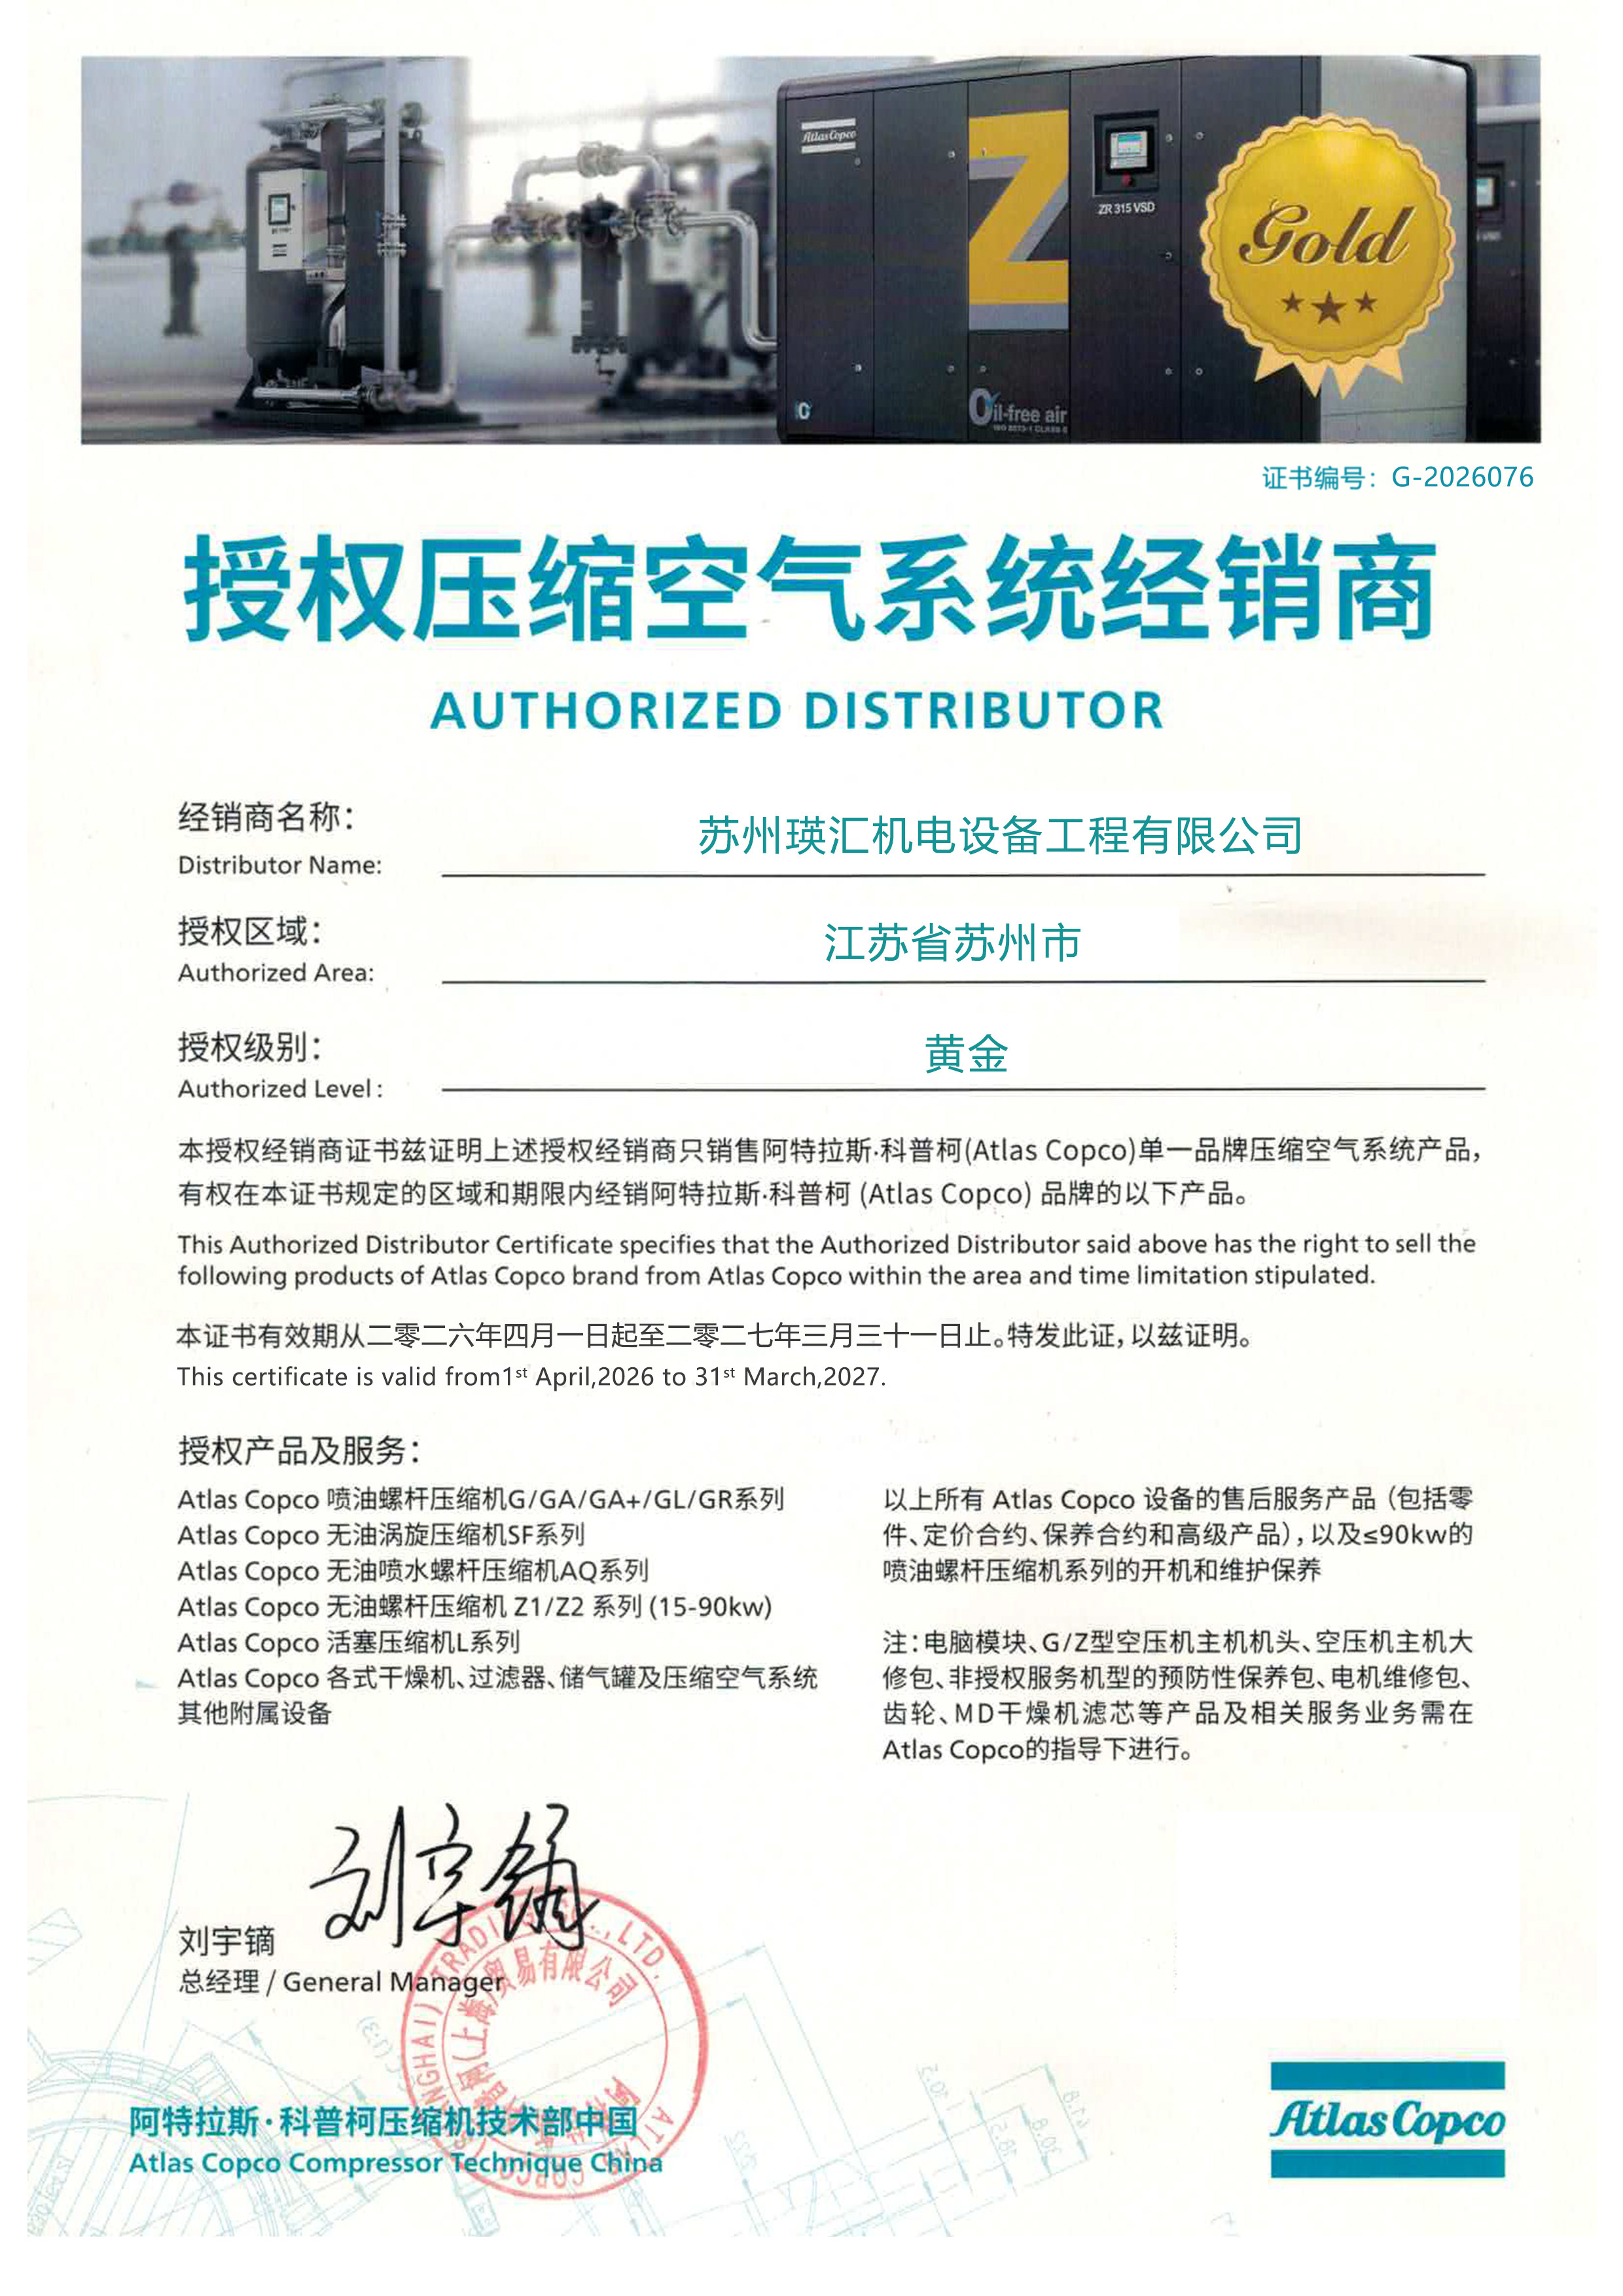 Atlas Copco
ZR 315 VSD
Gold
Oil-free air
ISO 8573-1 CLASS 0
证书编号：G-2026076
授权压缩空气系统经销商
AUTHORIZED DISTRIBUTOR
经销商名称：
苏州瑛汇机电设备工程有限公司
Distributor Name:
授权区域：
江苏省苏州市
Authorized Area:
授权级别：
黄金
Authorized Level :
本授权经销商证书兹证明上述授权经销商只销售阿特拉斯·科普柯(Atlas Copco)单一品牌压缩空气系统产品，
有权在本证书规定的区域和期限内经销阿特拉斯·科普柯 (Atlas Copco) 品牌的以下产品。
This Authorized Distributor Certificate specifies that the Authorized Distributor said above has the right to sell the
following products of Atlas Copco brand from Atlas Copco within the area and time limitation stipulated.
本证书有效期从二零二六年四月一日起至二零二七年三月三十一日止。特发此证，以兹证明。
This certificate is valid from1st April,2026 to 31st March,2027.
授权产品及服务：
Atlas Copco 喷油螺杆压缩机G/GA/GA+/GL/GR系列
Atlas Copco 无油涡旋压缩机SF系列
Atlas Copco 无油喷水螺杆压缩机AQ系列
Atlas Copco 无油螺杆压缩机 Z1/Z2 系列 (15-90kw)
Atlas Copco 活塞压缩机L系列
Atlas Copco 各式干燥机、过滤器、储气罐及压缩空气系统
其他附属设备
以上所有 Atlas Copco 设备的售后服务产品（包括零
件、定价合约、保养合约和高级产品），以及≤90kw的
喷油螺杆压缩机系列的开机和维护保养
注：电脑模块、G/Z型空压机主机机头、空压机主机大
修包、非授权服务机型的预防性保养包、电机维修包、
齿轮、MD干燥机滤芯等产品及相关服务业务需在
Atlas Copco的指导下进行。
刘宇镝
刘宇镝
总经理 / General Manager
阿特拉斯·科普柯压缩机技术部中国
Atlas Copco Compressor Technique China
Atlas Copco